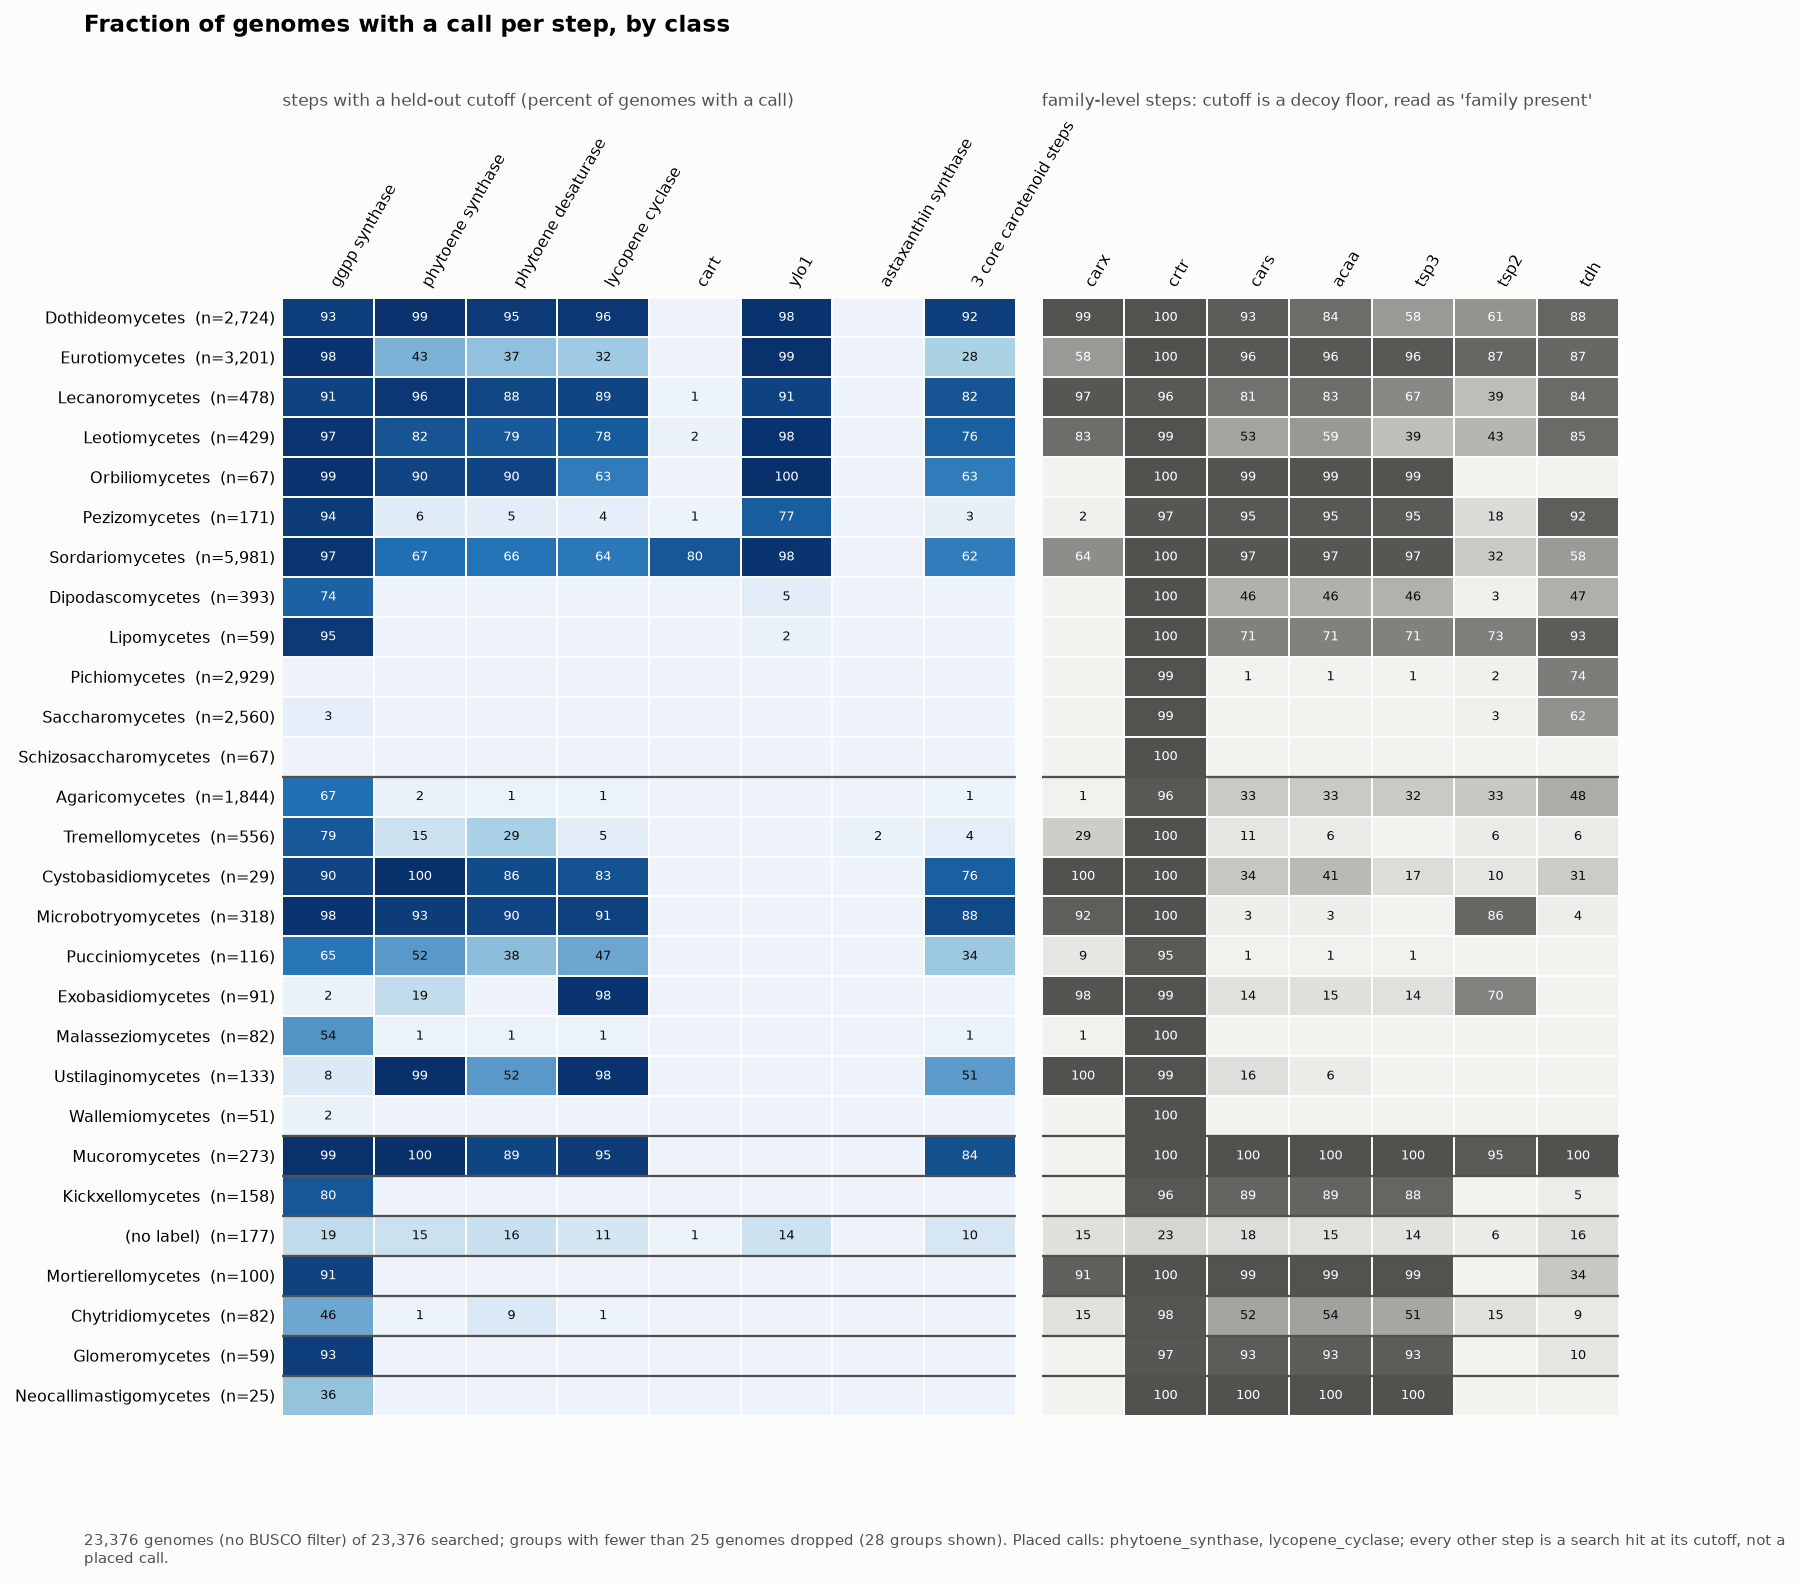 Fraction of genomes with a call per step, by class
steps with a held-out cutoff (percent of genomes with a call)
family-level steps: cutoff is a decoy floor, read as 'family present'
ggpp synthase
phytoene synthase
phytoene desaturase
lycopene cyclase
cart
ylo1
astaxanthin synthase
3 core carotenoid steps
carx
crtr
cars
acaa
tsp3
tsp2
tdh
Dothideomycetes (n=2,724) 93 99 95 96 98 92 99 100 93 84 58 61 88
Eurotiomycetes (n=3,201) 98 43 37 32 99 28 58 100 96 96 96 87 87
Lecanoromycetes (n=478) 91 96 88 89 1 91 82 97 96 81 83 67 39 84
Leotiomycetes (n=429) 97 82 79 78 2 98 76 83 99 53 59 39 43 85
Orbiliomycetes (n=67) 99 90 90 63 100 63 100 99 99 99
Pezizomycetes (n=171) 94 6 5 4 1 77 3 2 97 95 95 95 18 92
Sordariomycetes (n=5,981) 97 67 66 64 80 98 62 64 100 97 97 97 32 58
Dipodascomycetes (n=393) 74 5 100 46 46 46 3 47
Lipomycetes (n=59) 95 2 100 71 71 71 73 93
Pichiomycetes (n=2,929) 99 1 1 1 2 74
Saccharomycetes (n=2,560) 3 99 3 62
Schizosaccharomycetes (n=67) 100
Agaricomycetes (n=1,844) 67 2 1 1 1 1 96 33 33 32 33 48
Tremellomycetes (n=556) 79 15 29 5 2 4 29 100 11 6 6 6
Cystobasidiomycetes (n=29) 90 100 86 83 76 100 100 34 41 17 10 31
Microbotryomycetes (n=318) 98 93 90 91 88 92 100 3 3 86 4
Pucciniomycetes (n=116) 65 52 38 47 34 9 95 1 1 1
Exobasidiomycetes (n=91) 2 19 98 98 99 14 15 14 70
Malasseziomycetes (n=82) 54 1 1 1 1 1 100
Ustilaginomycetes (n=133) 8 99 52 98 51 100 99 16 6
Wallemiomycetes (n=51) 2 100
Mucoromycetes (n=273) 99 100 89 95 84 100 100 100 100 95 100
Kickxellomycetes (n=158) 80 96 89 89 88 5
(no label) (n=177) 19 15 16 11 1 14 10 15 23 18 15 14 6 16
Mortierellomycetes (n=100) 91 91 100 99 99 99 34
Chytridiomycetes (n=82) 46 1 9 1 15 98 52 54 51 15 9
Glomeromycetes (n=59) 93 97 93 93 93 10
Neocallimastigomycetes (n=25) 36 100 100 100 100
23,376 genomes (no BUSCO filter) of 23,376 searched; groups with fewer than 25 genomes dropped (28 groups shown). Placed calls: phytoene_synthase, lycopene_cyclase; every other step is a search hit at its cutoff, not a
placed call.